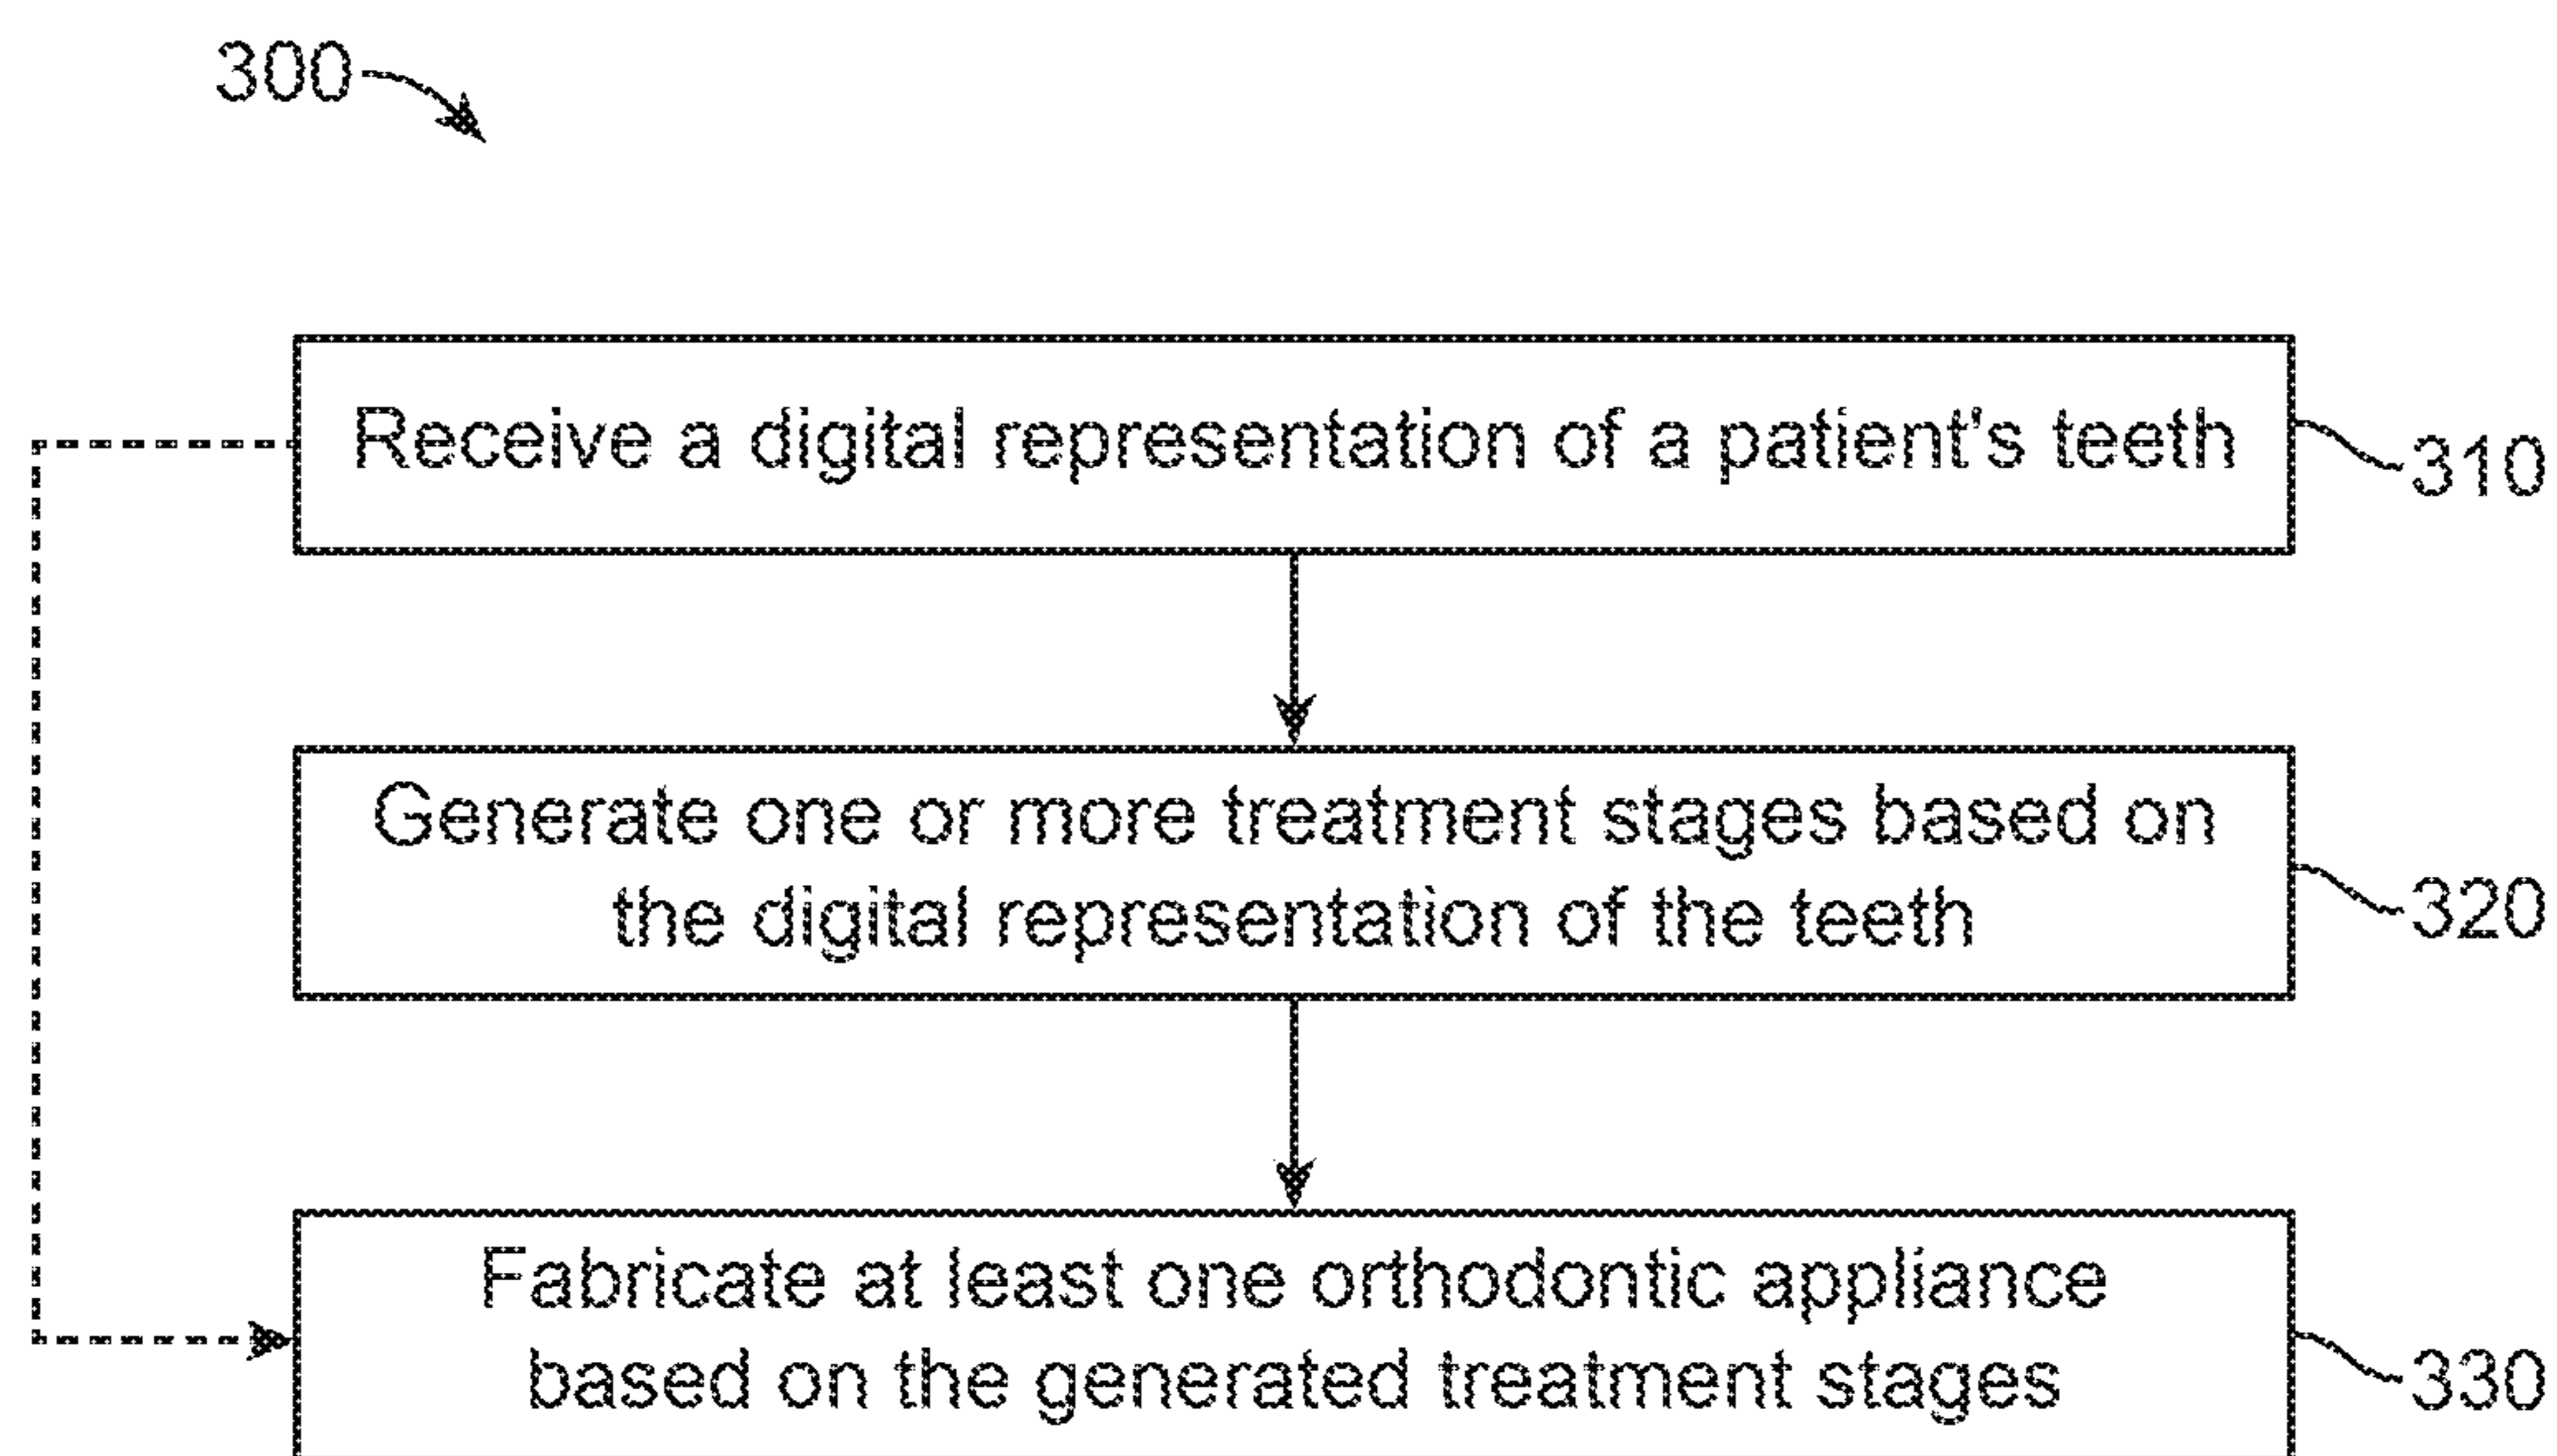 300
Receive a digital representation of a patient's teeth
310
Generate one or more treatment stages based on
the digital representation of the teeth
320
Fabricate at least one orthodontic appliance
based on the generated treatment stages
330